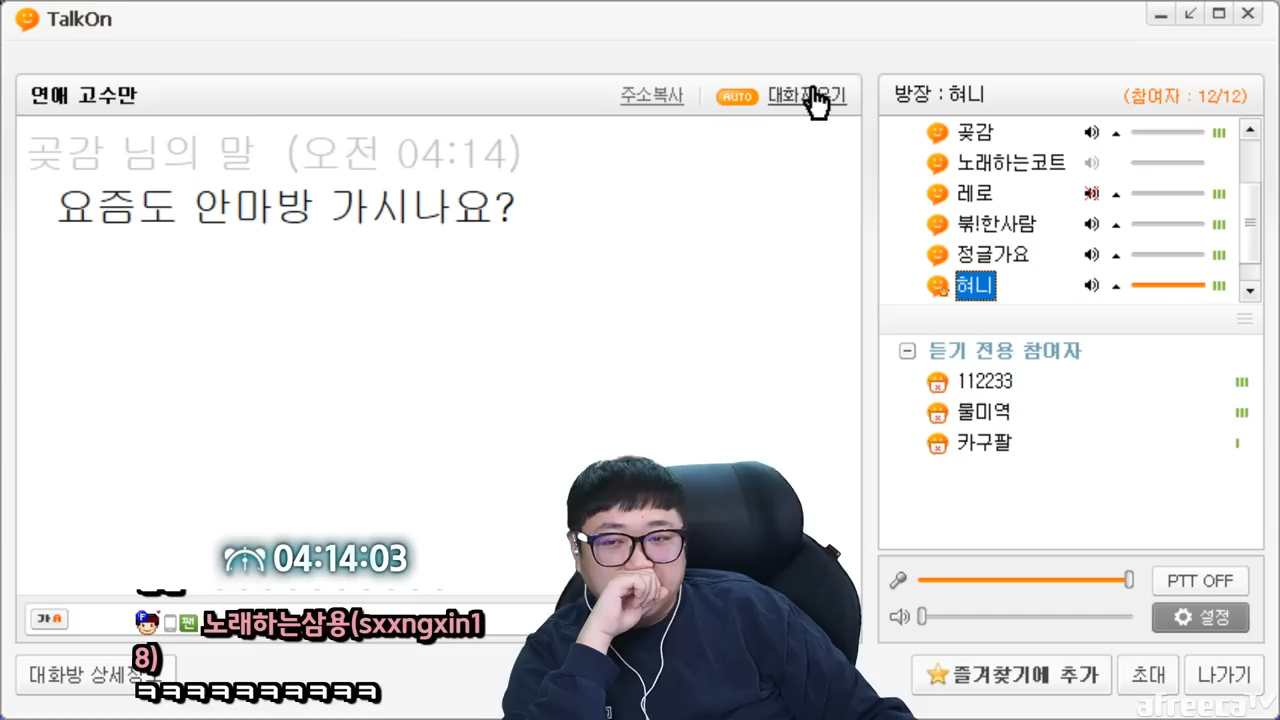 TalkOn
연애 고수만
주소복사
AUTO
방장 : 혀니
(참여자 : 12/12)
곶감 님의 말 (오전 04:14)
요즘도 안마방 가시나요?
곶감
노래하는코트
레로
볶!한사람
정글가요
혀니
듣기 전용 참여자
112233
물미역
카구팔
04:14:03
PTT OFF
설정
가
팬 노래하는삼용(sxxngxin1
8)
ㅋㅋㅋㅋㅋㅋㅋㅋㅋㅋ
대화방
즐겨찾기에 추가
초대
나가기
afreecaTV